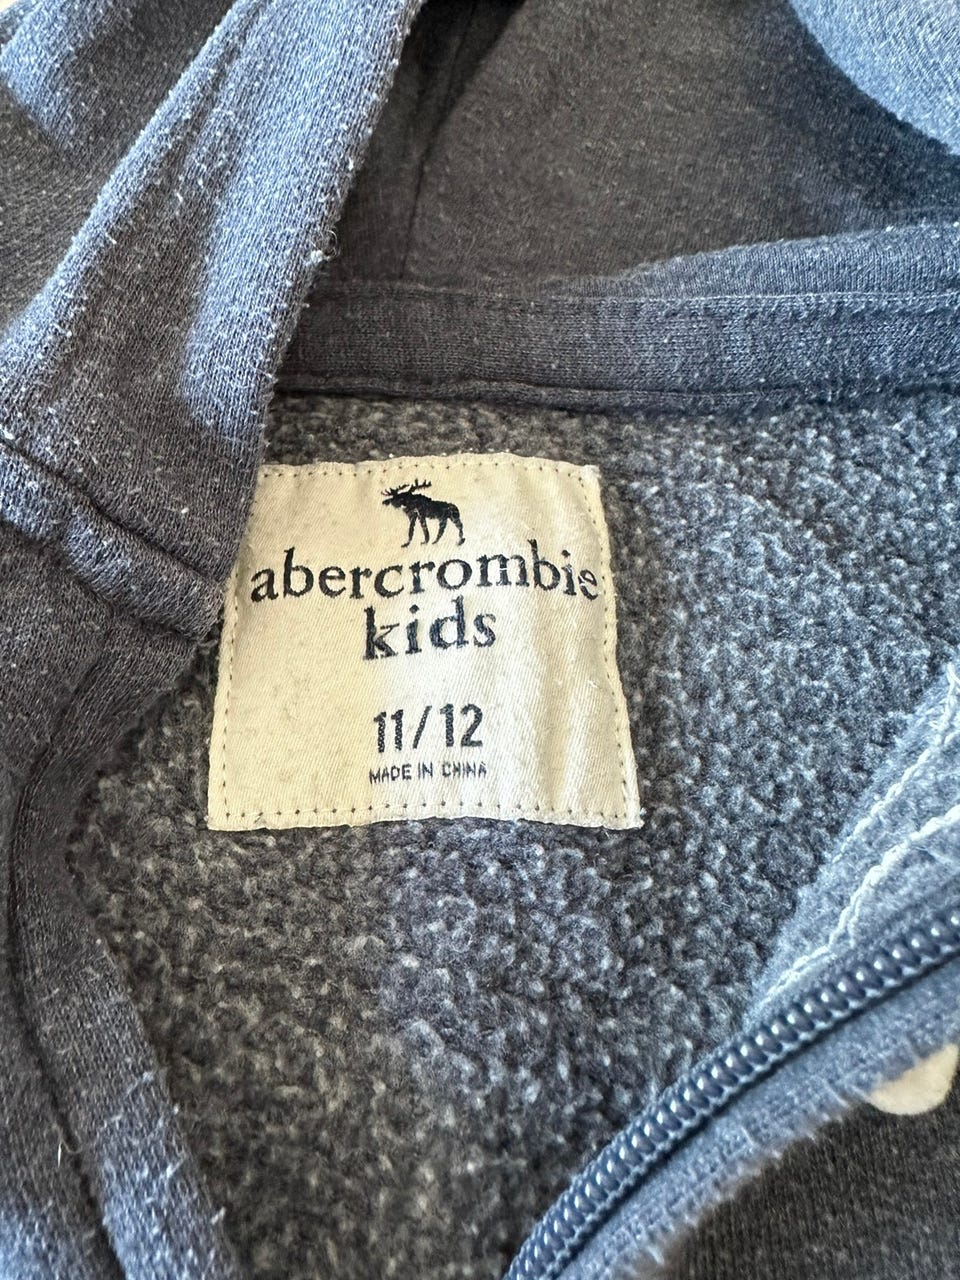 abercrombie
kids
11/12
MADE IN CHINA